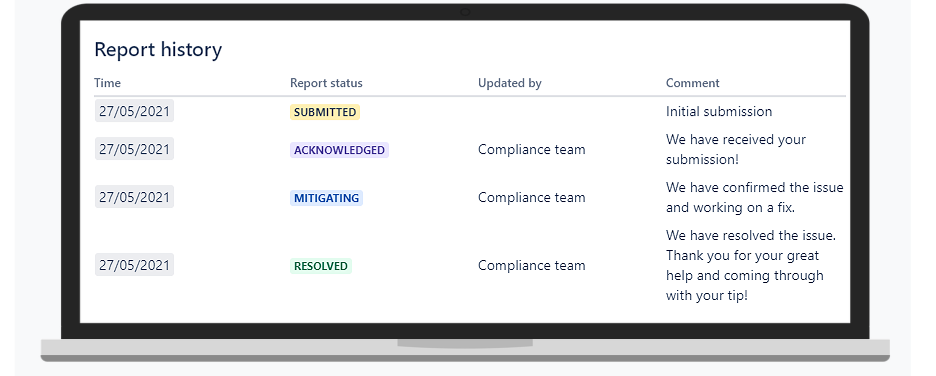 Report history
Time Report status Updated by Comment
27/05/2021 SUBMITTED Initial submission
27/05/2021 ACKNOWLEDGED Compliance team We have received your
submission!
27/05/2021 MITIGATING Compliance team We have confirmed the issue
and working on a fix.
27/05/2021 RESOLVED Compliance team We have resolved the issue.
Thank you for your great
help and coming through
with your tip!